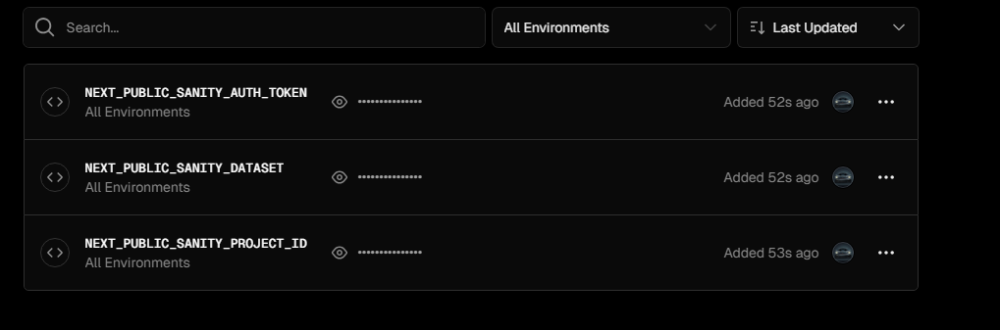 Search...
All Environments
Last Updated
NEXT_PUBLIC_SANITY_AUTH_TOKEN
All Environments
••••••••••••••
Added 52s ago
NEXT_PUBLIC_SANITY_DATASET
All Environments
••••••••••••••
Added 52s ago
NEXT_PUBLIC_SANITY_PROJECT_ID
All Environments
••••••••••••••
Added 53s ago